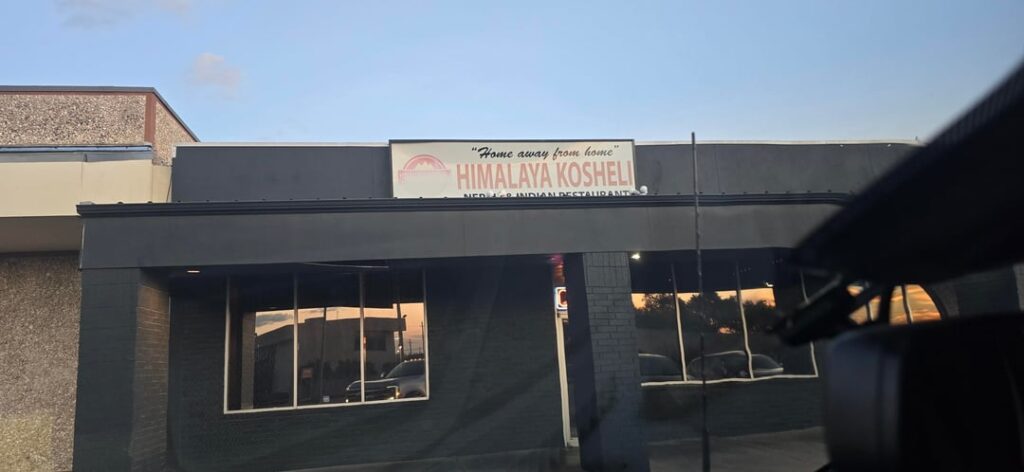 "Home away from home"
HIMALAYA KOSHELI
& INDIAN RESTAURANT